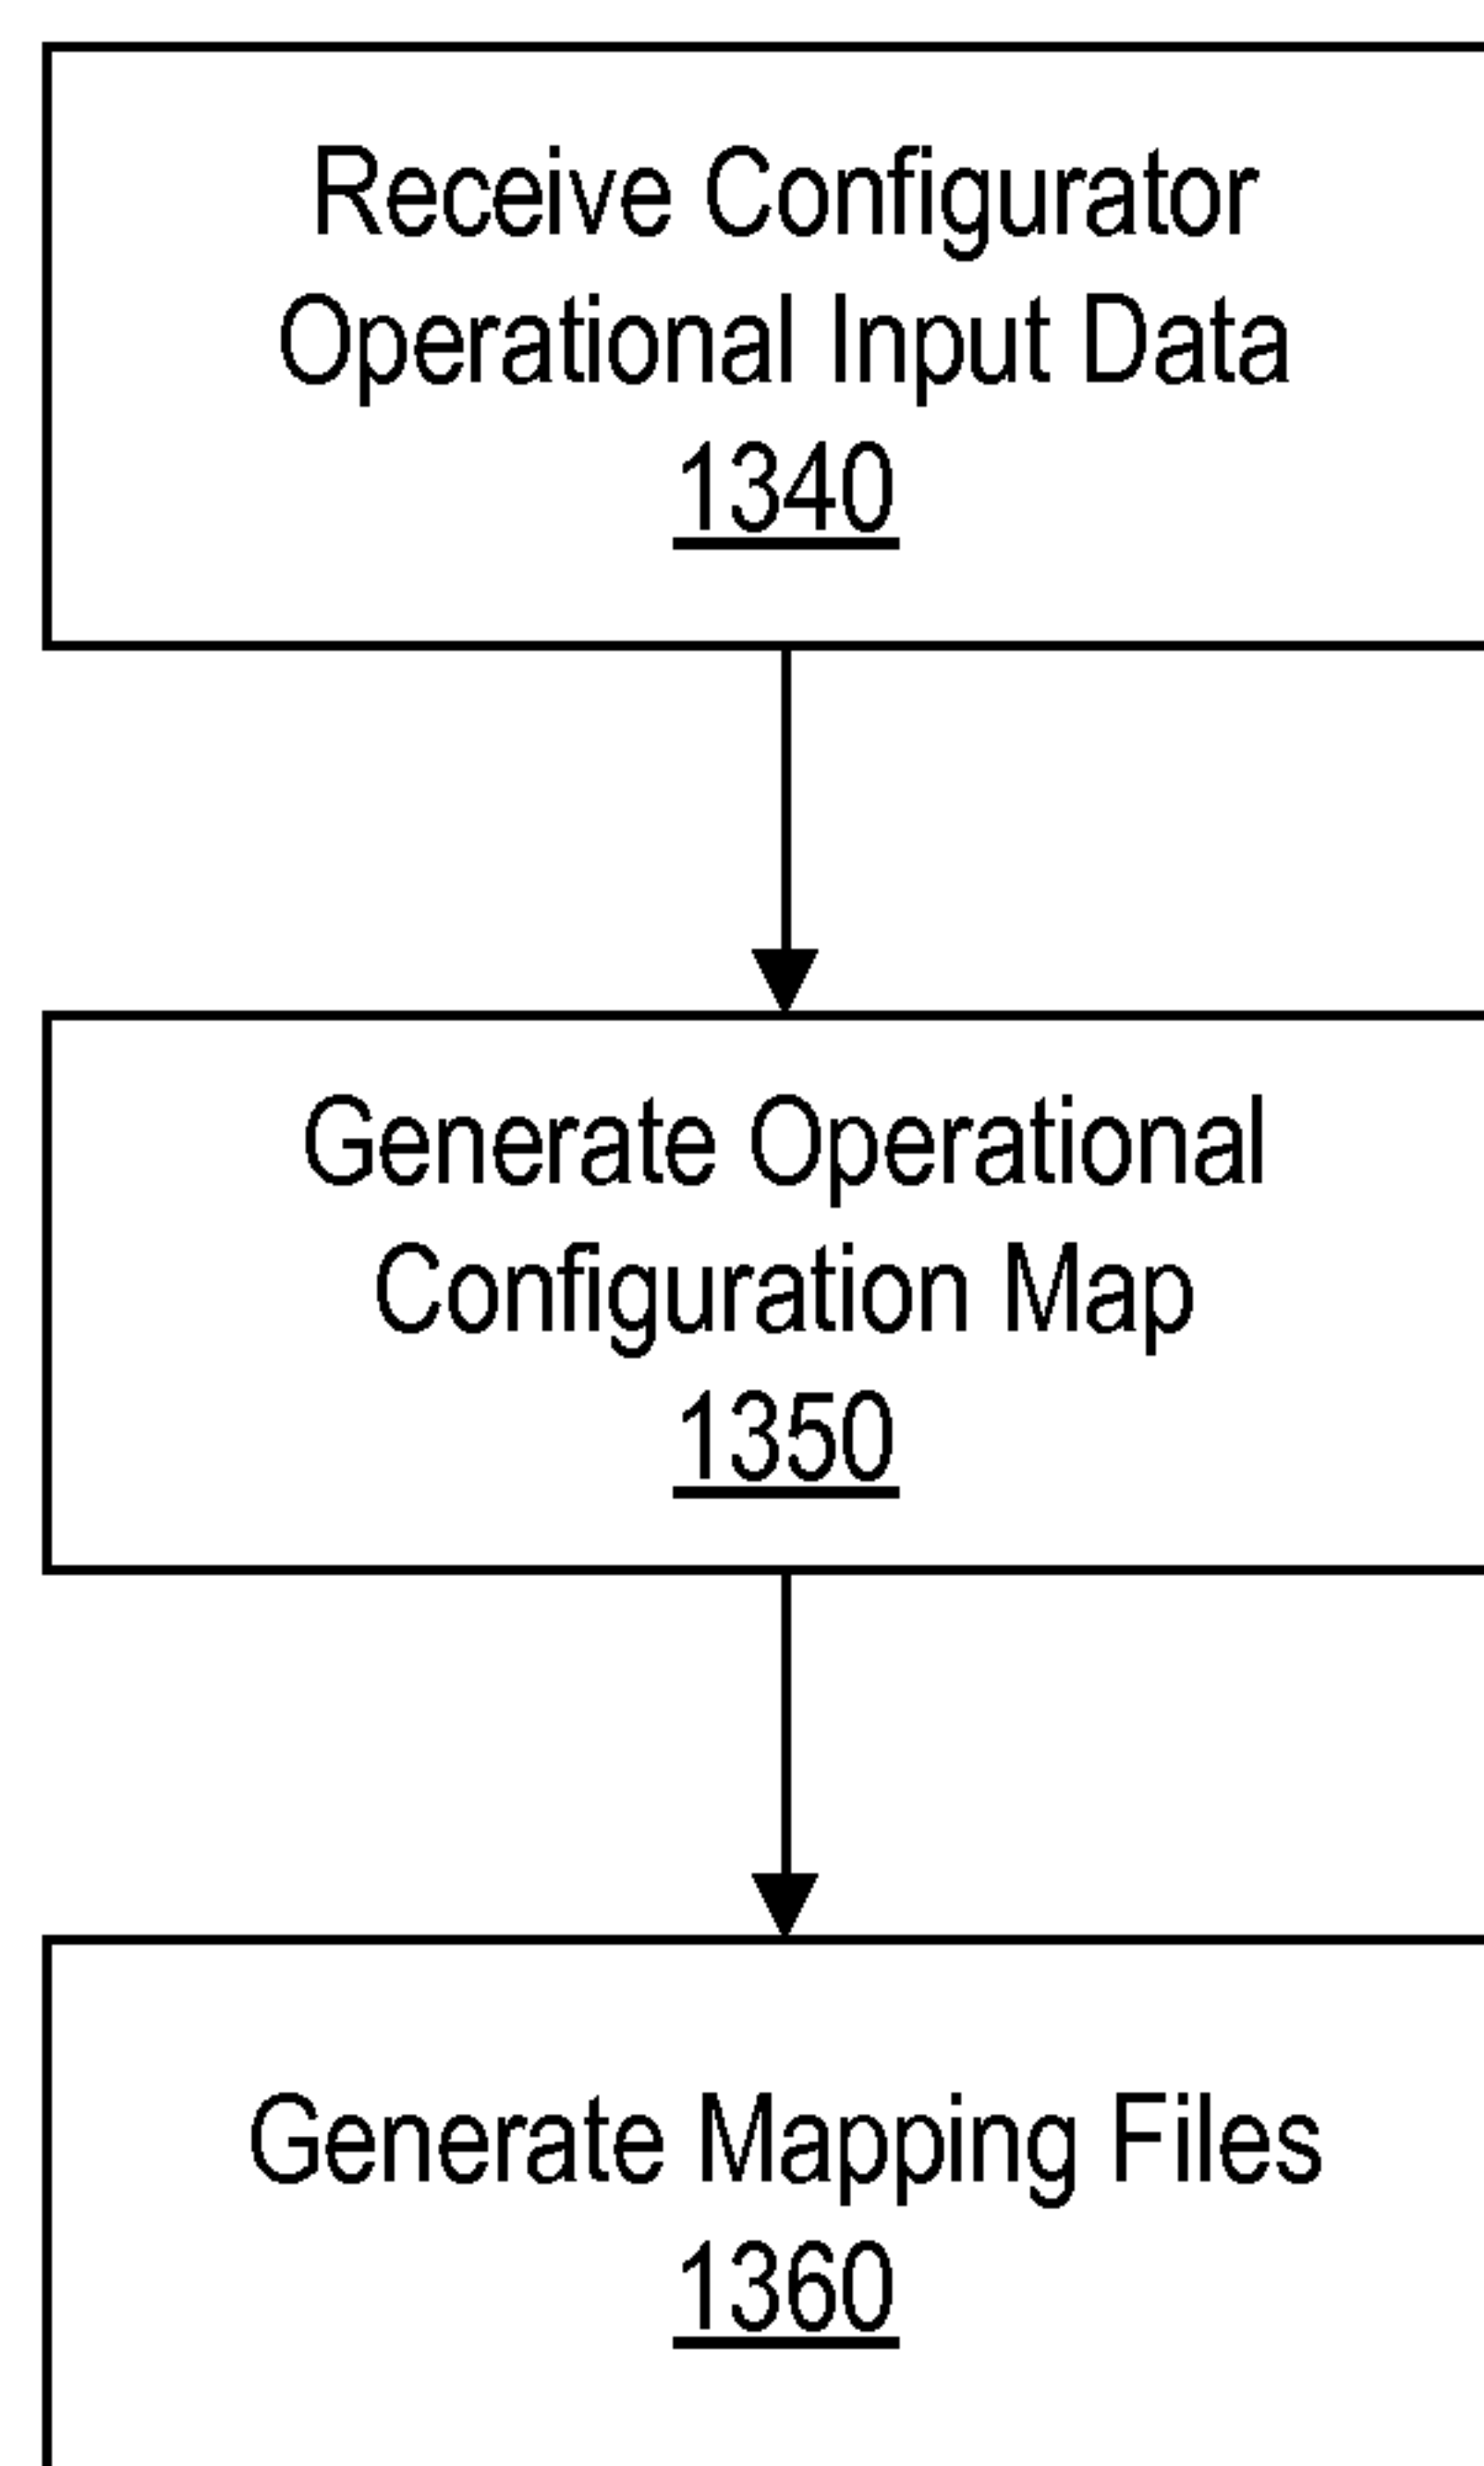 Receive Configurator
Operational Input Data
1340
Generate Operational
Configuration Map
1350
Generate Mapping Files
1360